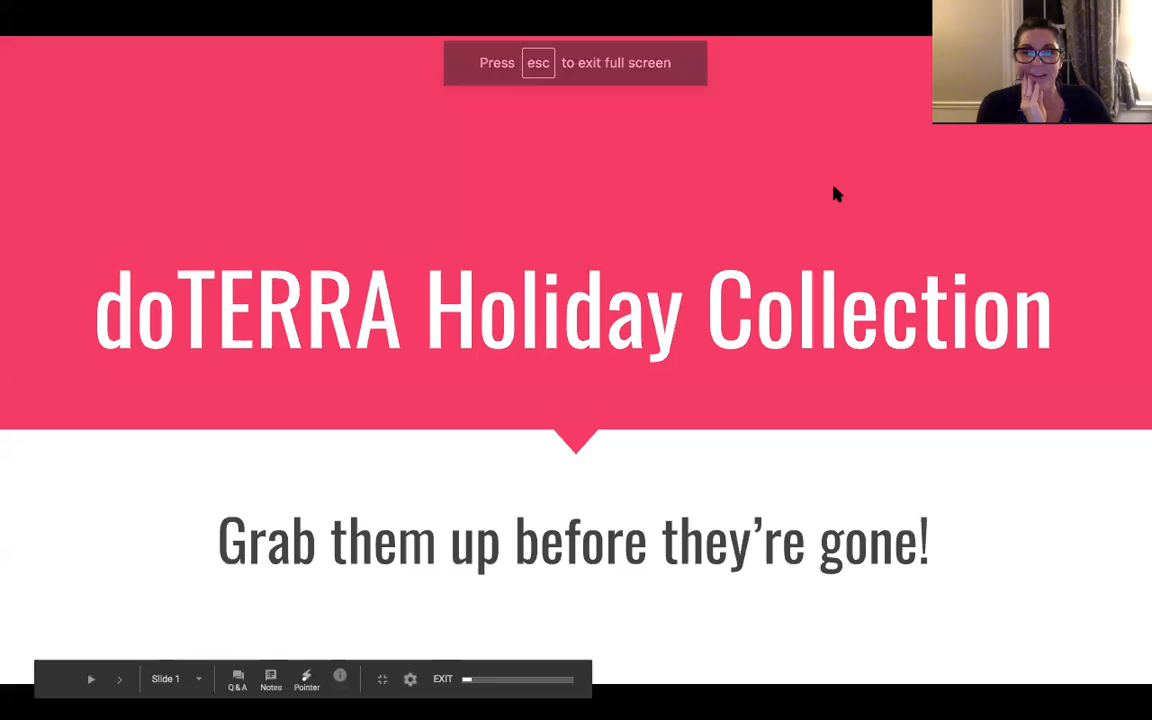 Press esc to exit full screen
doTERRA Holiday Collection
Grab them up before they're gone!
Slide 1
Q&A
Notes
Pointer
EXIT